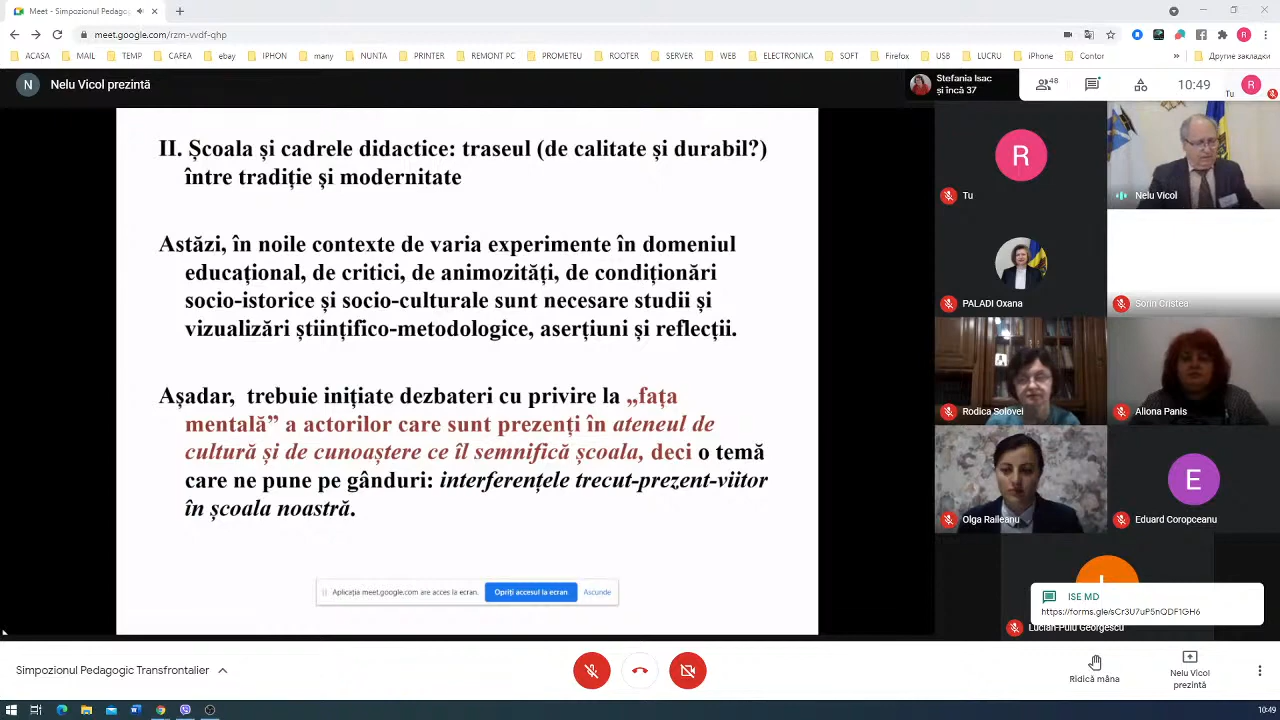 Meet - Simpozionul Pedagog
meet.google.com/rzm-vvdf-qhp
ACASA MAIL TEMP CAFEA ebay IPHON many NUNTA PRINTER REMONT PC PROMETEU ROOTER SERVER WEB ELECTRONICA SOFT Firefox USB LUCRU iPhone Contor » Другие закладки
N Nelu Vicol prezintă
Stefania Isac
și încă 37
48
10:49
Tu
R
II. Școala și cadrele didactice: traseul (de calitate și durabil?)
între tradiție și modernitate
Astăzi, în noile contexte de varia experimente în domeniul
educațional, de critici, de animozități, de condiționări
socio-istorice și socio-culturale sunt necesare studii și
vizualizări științifico-metodologice, aserțiuni și reflecții.
Așadar, trebuie inițiate dezbateri cu privire la „fața
mentală” a actorilor care sunt prezenți în ateneul de
cultură și de cunoaștere ce îl semnifică școala, deci o temă
care ne pune pe gânduri: interferențele trecut-prezent-viitor
în școala noastră.
Aplicația meet.google.com are acces la ecran. Opriți accesul la ecran Ascunde
R
Tu
Nelu Vicol
PALADI Oxana
Sorin Cristea
Rodica Solovei
Aliona Panis
Olga Raileanu
E
Eduard Coropceanu
ISE MD
https://forms.gle/sCr3U7uP5nQDF1GH6
Lucian-Puiu Georgescu
Simpozionul Pedagogic Transfrontalier
Ridică mâna
Nelu Vicol
prezintă
10:49